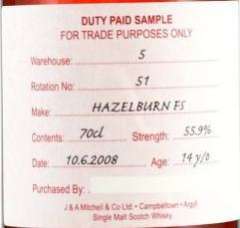 DUTY PAID SAMPLE
FOR TRADE PURPOSES ONLY
Warehouse: 5
Rotation No: 51
Make: HAZELBURN FS
Contents: 70cl Strength: 55.9%
Date: 10.6.2008 Age: 14 y/o
Purchased By:
J & A Mitchell & Co Ltd. • Campbeltown • Argyll
Single Malt Scotch Whisky